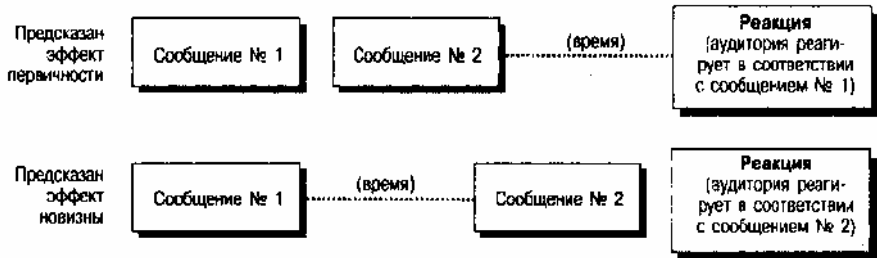 Предсказан
эффект
первичности
Сообщение № 1
Сообщение № 2
(время)
Реакция
(аудитория реаги-
рует в соответствии
с сообщением № 1)
Предсказан
эффект
новизны
Сообщение № 1
(время)
Сообщение № 2
Реакция
(аудитория реаги-
рует в соответствии
с сообщением № 2)